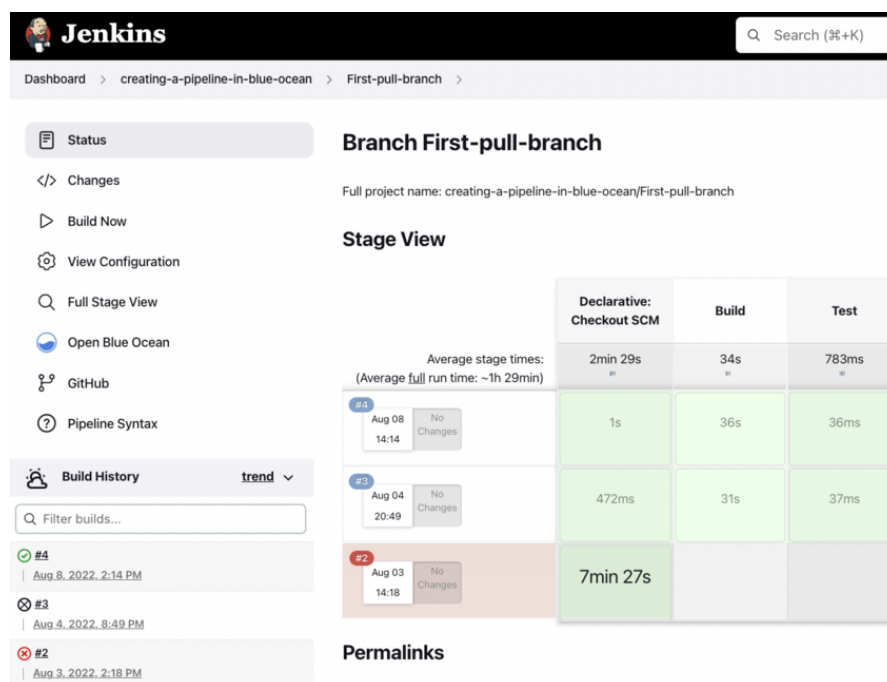 Jenkins
Search (⌘+K)
Dashboard > creating-a-pipeline-in-blue-ocean > First-pull-branch >
Status
Changes
Build Now
View Configuration
Full Stage View
Open Blue Ocean
GitHub
Pipeline Syntax
Build History
trend
Filter builds...
#4
Aug 8, 2022, 2:14 PM
#3
Aug 4, 2022, 8:49 PM
#2
Aug 3, 2022, 2:18 PM
Branch First-pull-branch
Full project name: creating-a-pipeline-in-blue-ocean/First-pull-branch
Stage View
Declarative:
Checkout SCM
Build
Test
Average stage times:
(Average full run time: ~1h 29min)
2min 29s
34s
783ms
#4
Aug 08
14:14
No
Changes
1s
36s
36ms
#3
Aug 04
20:49
No
Changes
472ms
31s
37ms
#2
Aug 03
14:18
No
Changes
7min 27s
Permalinks